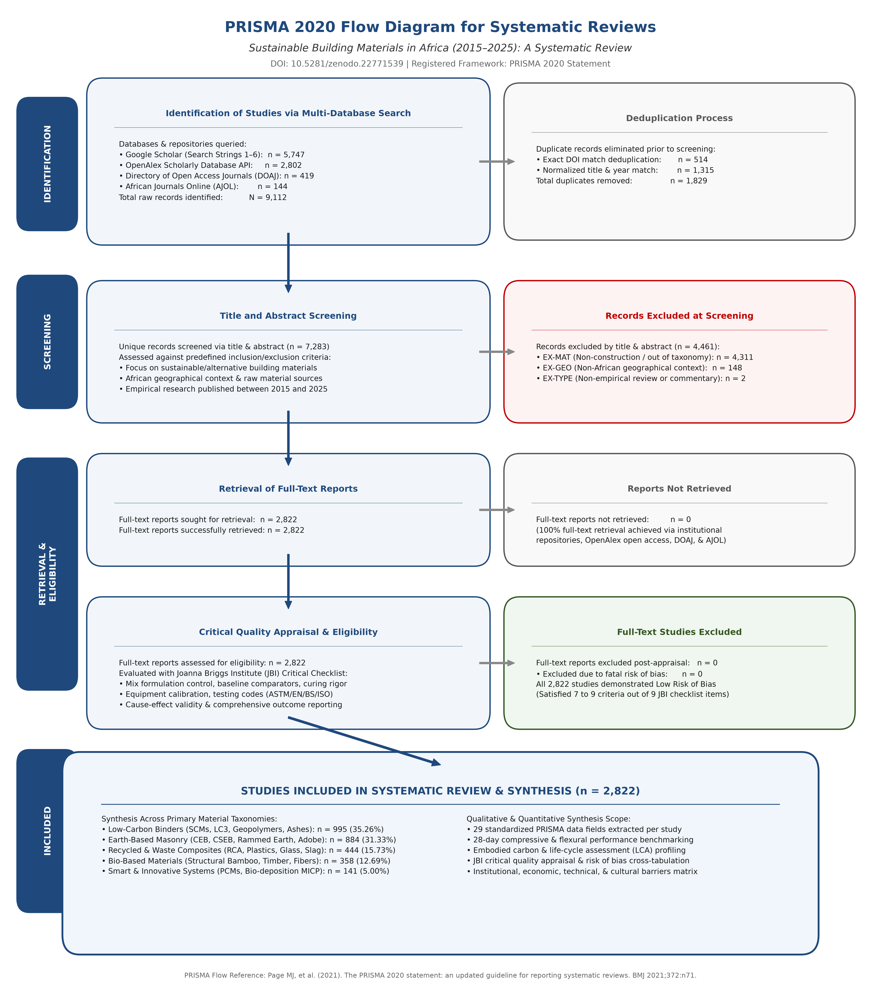 PRISMA 2020 Flow Diagram for Systematic Reviews
Sustainable Building Materials in Africa (2015–2025): A Systematic Review
DOI: 10.5281/zenodo.22771539 | Registered Framework: PRISMA 2020 Statement
IDENTIFICATION
Identification of Studies via Multi-Database Search
Databases & repositories queried:
• Google Scholar (Search Strings 1–6): n = 5,747
• OpenAlex Scholarly Database API: n = 2,802
• Directory of Open Access Journals (DOAJ): n = 419
• African Journals Online (AJOL): n = 144
Total raw records identified: N = 9,112
Deduplication Process
Duplicate records eliminated prior to screening:
• Exact DOI match deduplication: n = 514
• Normalized title & year match: n = 1,315
Total duplicates removed: n = 1,829
SCREENING
Title and Abstract Screening
Unique records screened via title & abstract (n = 7,283)
Assessed against predefined inclusion/exclusion criteria:
• Focus on sustainable/alternative building materials
• African geographical context & raw material sources
• Empirical research published between 2015 and 2025
Records Excluded at Screening
Records excluded by title & abstract (n = 4,461):
• EX-MAT (Non-construction / out of taxonomy): n = 4,311
• EX-GEO (Non-African geographical context): n = 148
• EX-TYPE (Non-empirical review or commentary): n = 2
RETRIEVAL &
ELIGIBILITY
Retrieval of Full-Text Reports
Full-text reports sought for retrieval: n = 2,822
Full-text reports successfully retrieved: n = 2,822
Reports Not Retrieved
Full-text reports not retrieved: n = 0
(100% full-text retrieval achieved via institutional
repositories, OpenAlex open access, DOAJ, & AJOL)
Critical Quality Appraisal & Eligibility
Full-text reports assessed for eligibility: n = 2,822
Evaluated with Joanna Briggs Institute (JBI) Critical Checklist:
• Mix formulation control, baseline comparators, curing rigor
• Equipment calibration, testing codes (ASTM/EN/BS/ISO)
• Cause-effect validity & comprehensive outcome reporting
Full-Text Studies Excluded
Full-text reports excluded post-appraisal: n = 0
• Excluded due to fatal risk of bias: n = 0
All 2,822 studies demonstrated Low Risk of Bias
(Satisfied 7 to 9 criteria out of 9 JBI checklist items)
INCLUDED
STUDIES INCLUDED IN SYSTEMATIC REVIEW & SYNTHESIS (n = 2,822)
Synthesis Across Primary Material Taxonomies:
• Low-Carbon Binders (SCMs, LC3, Geopolymers, Ashes): n = 995 (35.26%)
• Earth-Based Masonry (CEB, CSEB, Rammed Earth, Adobe): n = 884 (31.33%)
• Recycled & Waste Composites (RCA, Plastics, Glass, Slag): n = 444 (15.73%)
• Bio-Based Materials (Structural Bamboo, Timber, Fibers): n = 358 (12.69%)
• Smart & Innovative Systems (PCMs, Bio-deposition MICP): n = 141 (5.00%)
Qualitative & Quantitative Synthesis Scope:
• 29 standardized PRISMA data fields extracted per study
• 28-day compressive & flexural performance benchmarking
• Embodied carbon & life-cycle assessment (LCA) profiling
• JBI critical quality appraisal & risk of bias cross-tabulation
• Institutional, economic, technical, & cultural barriers matrix
PRISMA Flow Reference: Page MJ, et al. (2021). The PRISMA 2020 statement: an updated guideline for reporting systematic reviews. BMJ 2021;372:n71.